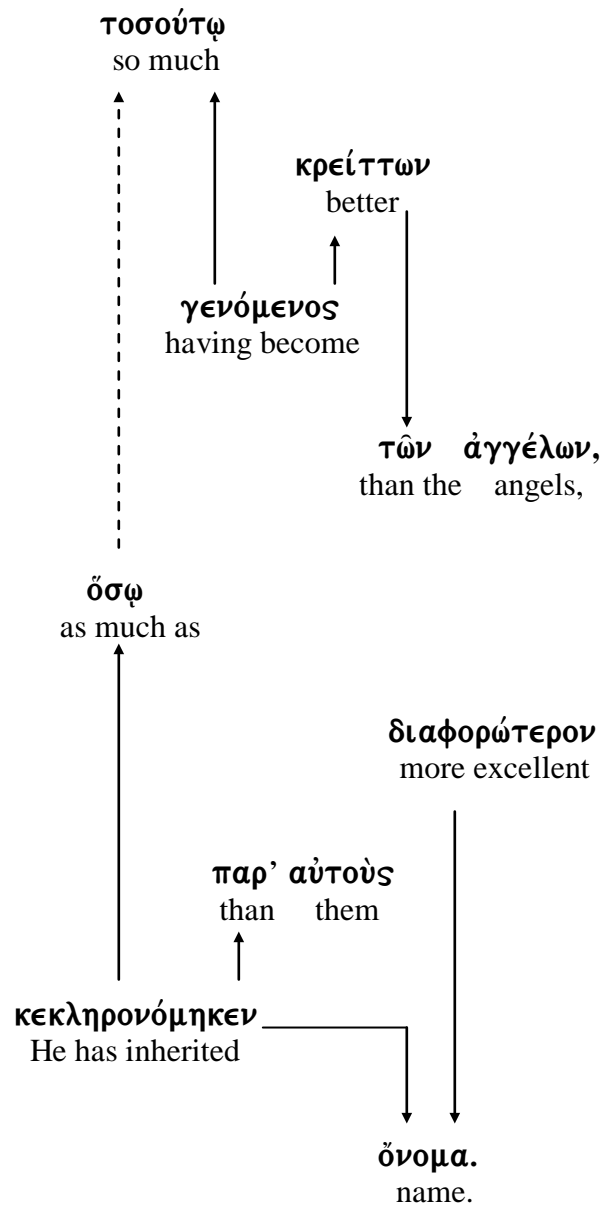 τοσούτῳ
so much
κρείττων
better
γενόμενος
having become
τῶν ἀγγέλων,
than the angels,
ὅσῳ
as much as
διαφορώτερον
more excellent
παρ’ αὐτοὺς
than them
κεκληρονόμηκεν
He has inherited
ὄνομα.
name.